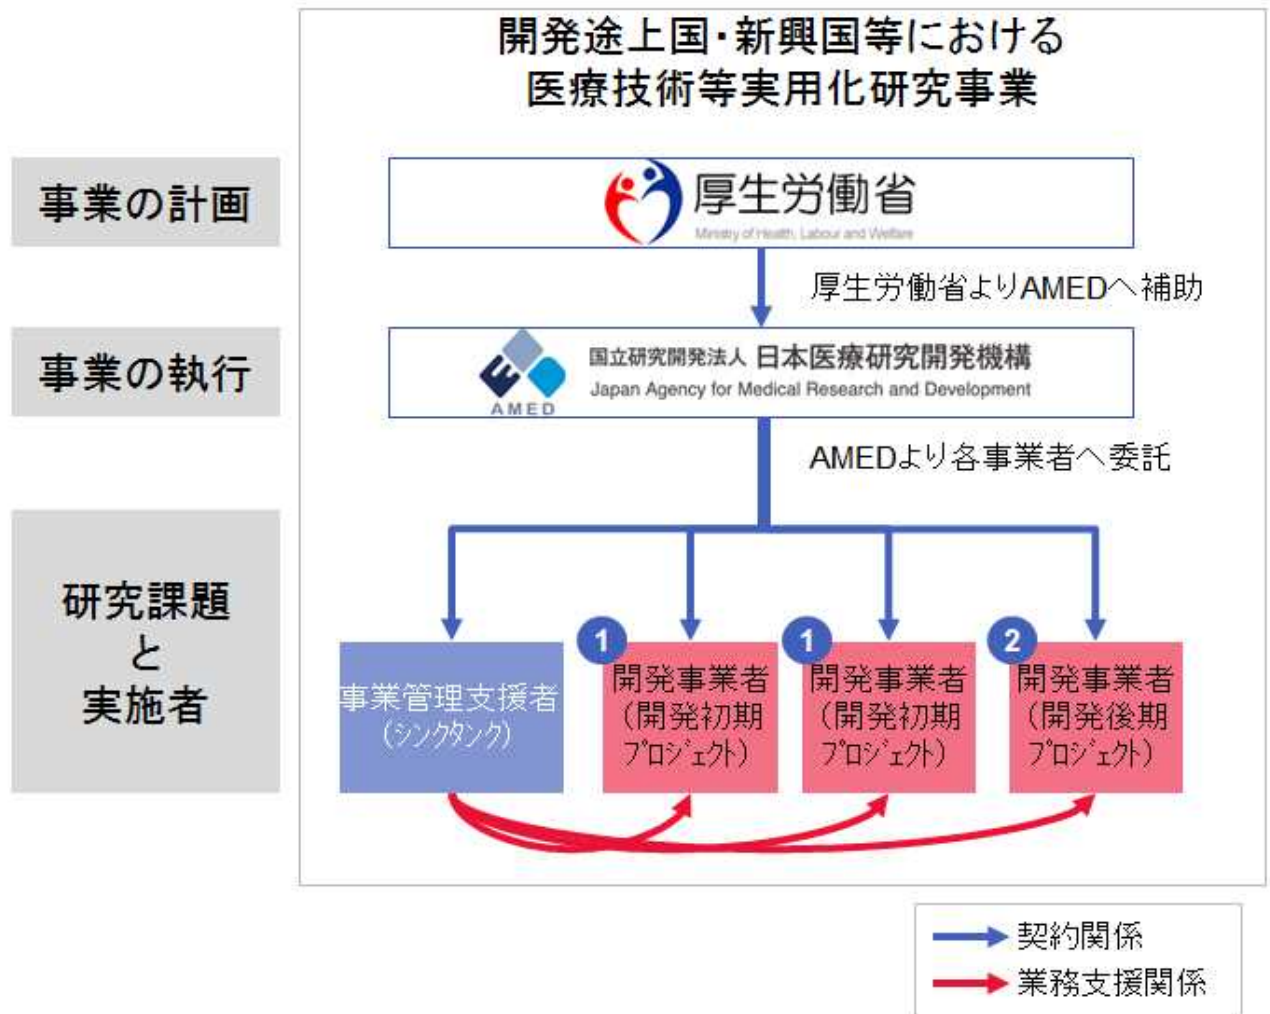 開発途上国・新興国等における
医療技術等実用化研究事業
事業の計画
厚生労働省
Ministry of Health, Labour and Welfare
厚生労働省よりAMEDへ補助
事業の執行
AMED
国立研究開発法人 日本医療研究開発機構
Japan Agency for Medical Research and Development
AMEDより各事業者へ委託
研究課題
と
実施者
事業管理支援者
(シンクタンク)
1
開発事業者
(開発初期
プロジェクト)
1
開発事業者
(開発初期
プロジェクト)
2
開発事業者
(開発後期
プロジェクト)
契約関係
業務支援関係